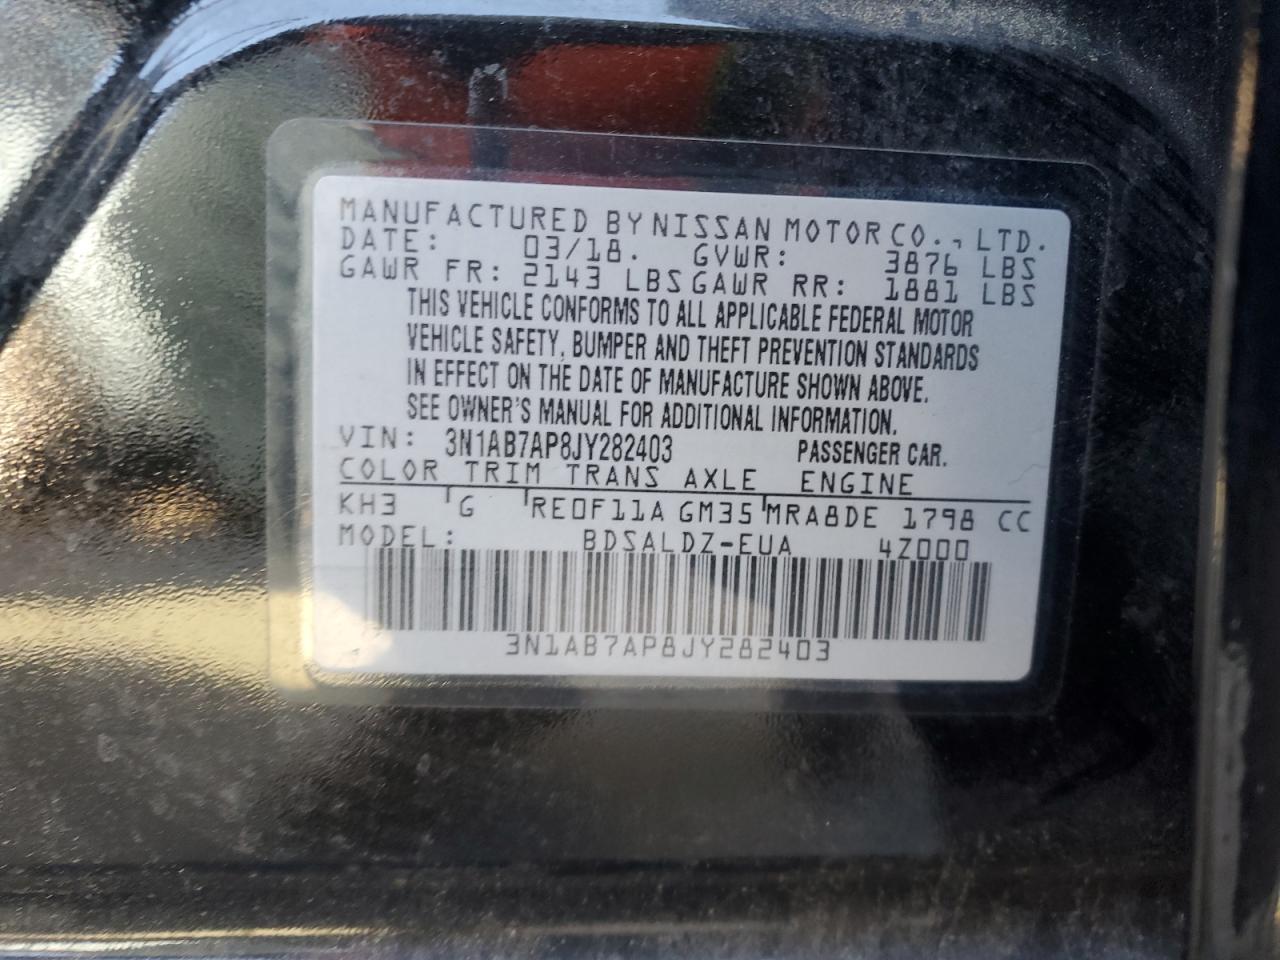 MANUFACTURED BY NISSAN MOTOR CO., LTD.
DATE: 03/18. GVWR: 3876 LBS
GAWR FR: 2143 LBS GAWR RR: 1881 LBS
THIS VEHICLE CONFORMS TO ALL APPLICABLE FEDERAL MOTOR
VEHICLE SAFETY, BUMPER AND THEFT PREVENTION STANDARDS
IN EFFECT ON THE DATE OF MANUFACTURE SHOWN ABOVE.
SEE OWNER'S MANUAL FOR ADDITIONAL INFORMATION.
VIN: 3N1AB7AP8JY282403 PASSENGER CAR.
COLOR TRIM TRANS AXLE ENGINE
KH3 G RE0F11A GM35 MRA8DE 1798 CC
MODEL: BDSALDZ-EUA 4Z000
3N1AB7AP8JY282403